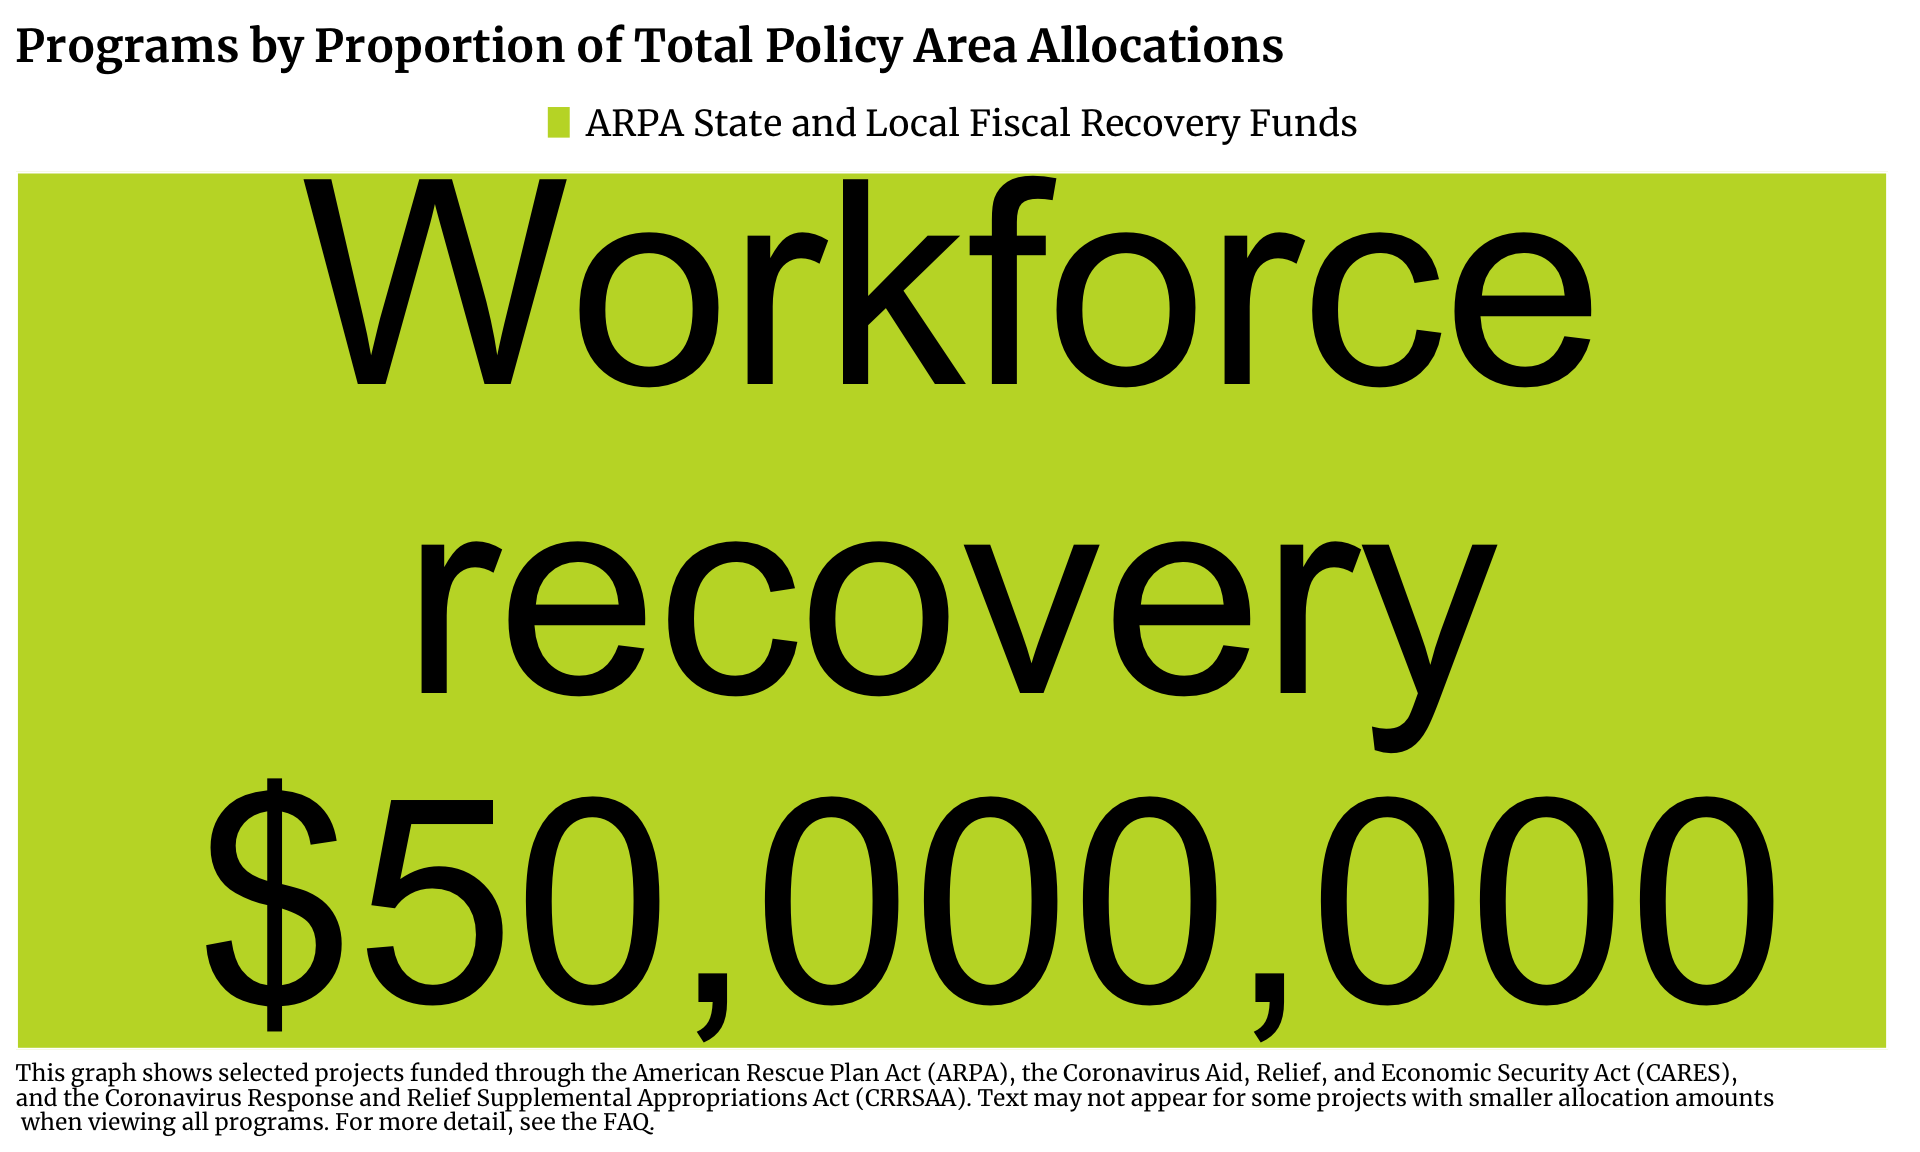 Programs by Proportion of Total Policy Area Allocations
ARPA State and Local Fiscal Recovery Funds
Workforce
recovery
$50,000,000
This graph shows selected projects funded through the American Rescue Plan Act (ARPA), the Coronavirus Aid, Relief, and Economic Security Act (CARES),
and the Coronavirus Response and Relief Supplemental Appropriations Act (CRRSAA). Text may not appear for some projects with smaller allocation amounts
when viewing all programs. For more detail, see the FAQ.